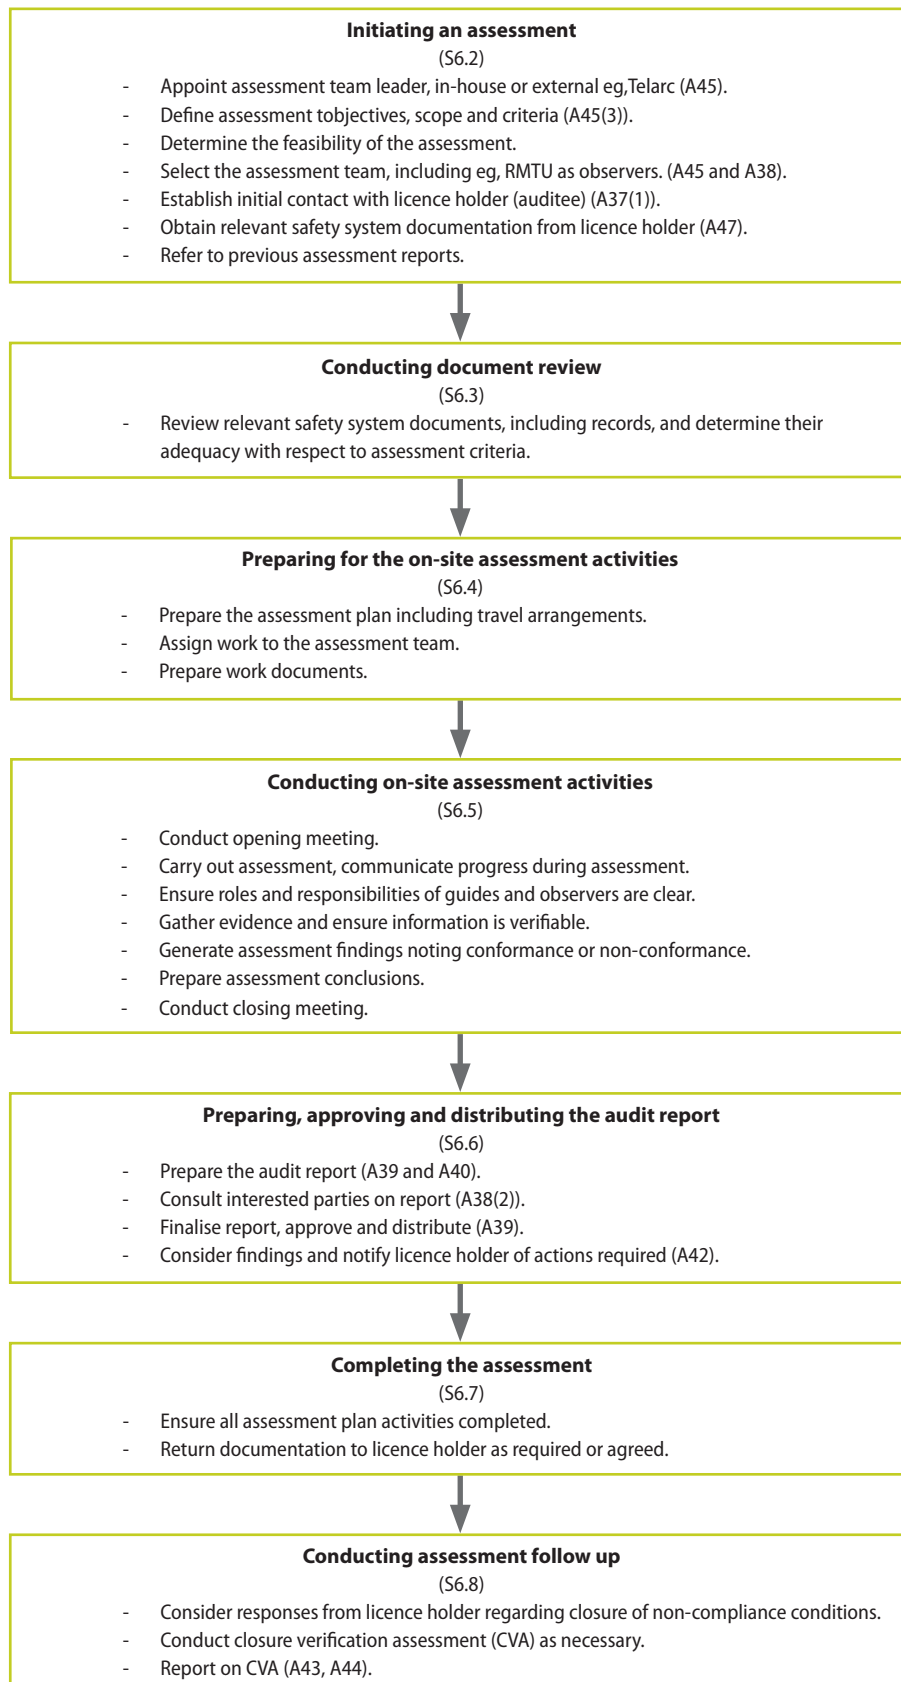 Initiating an assessment
(S6.2)
- Appoint assessment team leader, in-house or external eg,Telarc (A45).
- Define assessment tobjectives, scope and criteria (A45(3)).
- Determine the feasibility of the assessment.
- Select the assessment team, including eg, RMTU as observers. (A45 and A38).
- Establish initial contact with licence holder (auditee) (A37(1)).
- Obtain relevant safety system documentation from licence holder (A47).
- Refer to previous assessment reports.
Conducting document review
(S6.3)
- Review relevant safety system documents, including records, and determine their
adequacy with respect to assessment criteria.
Preparing for the on-site assessment activities
(S6.4)
- Prepare the assessment plan including travel arrangements.
- Assign work to the assessment team.
- Prepare work documents.
Conducting on-site assessment activities
(S6.5)
- Conduct opening meeting.
- Carry out assessment, communicate progress during assessment.
- Ensure roles and responsibilities of guides and observers are clear.
- Gather evidence and ensure information is verifiable.
- Generate assessment findings noting conformance or non-conformance.
- Prepare assessment conclusions.
- Conduct closing meeting.
Preparing, approving and distributing the audit report
(S6.6)
- Prepare the audit report (A39 and A40).
- Consult interested parties on report (A38(2)).
- Finalise report, approve and distribute (A39).
- Consider findings and notify licence holder of actions required (A42).
Completing the assessment
(S6.7)
- Ensure all assessment plan activities completed.
- Return documentation to licence holder as required or agreed.
Conducting assessment follow up
(S6.8)
- Consider responses from licence holder regarding closure of non-compliance conditions.
- Conduct closure verification assessment (CVA) as necessary.
- Report on CVA (A43, A44).